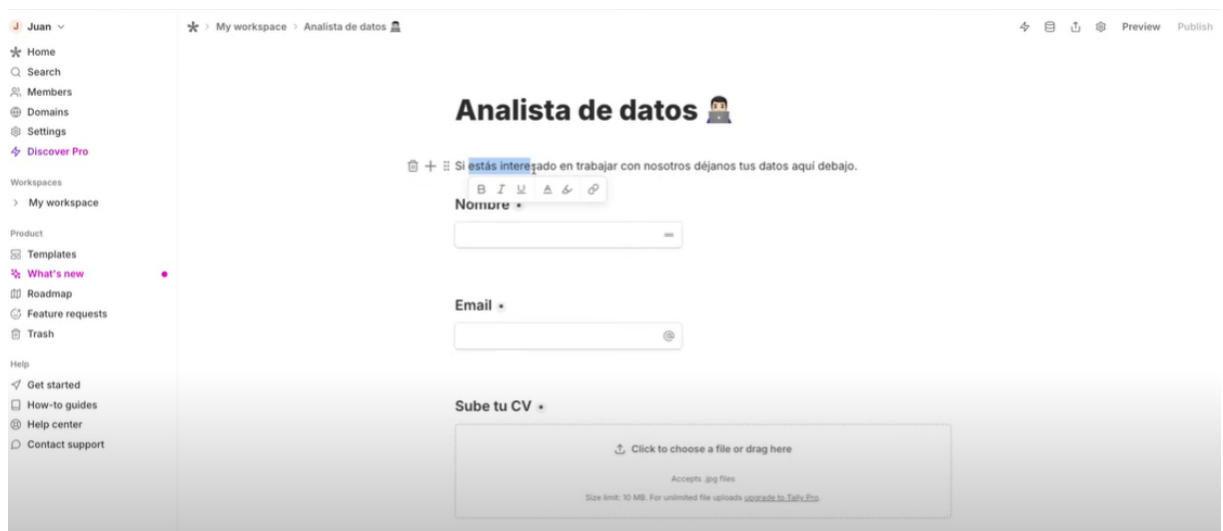 J Juan
My workspace > Analista de datos
Preview Publish
Home
Search
Members
Domains
Settings
Discover Pro
Workspaces
> My workspace
Product
Templates
What's new
Roadmap
Feature requests
Trash
Help
Get started
How-to guides
Help center
Contact support
Analista de datos
Si estás interesado en trabajar con nosotros déjanos tus datos aquí debajo.
B I U A
Nombre
Email
@
Sube tu CV
Click to choose a file or drag here
Accepts .jpg files
Size limit: 10 MB. For unlimited file uploads upgrade to Tally Pro.